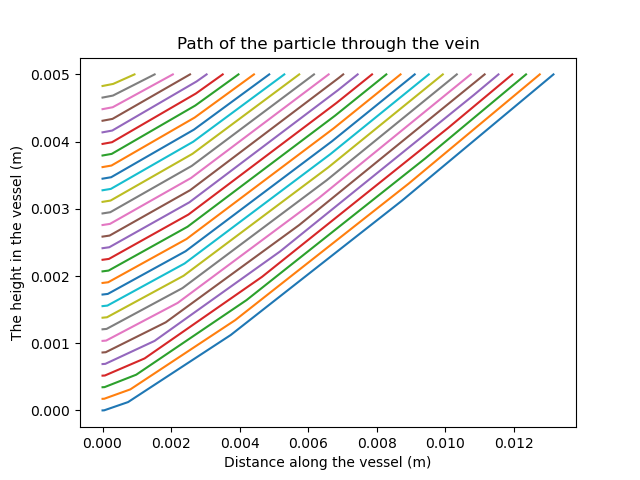 Path of the particle through the vein
0.005
0.004
0.003
0.002
0.001
0.000
The height in the vessel (m)
0.000 0.002 0.004 0.006 0.008 0.010 0.012
Distance along the vessel (m)